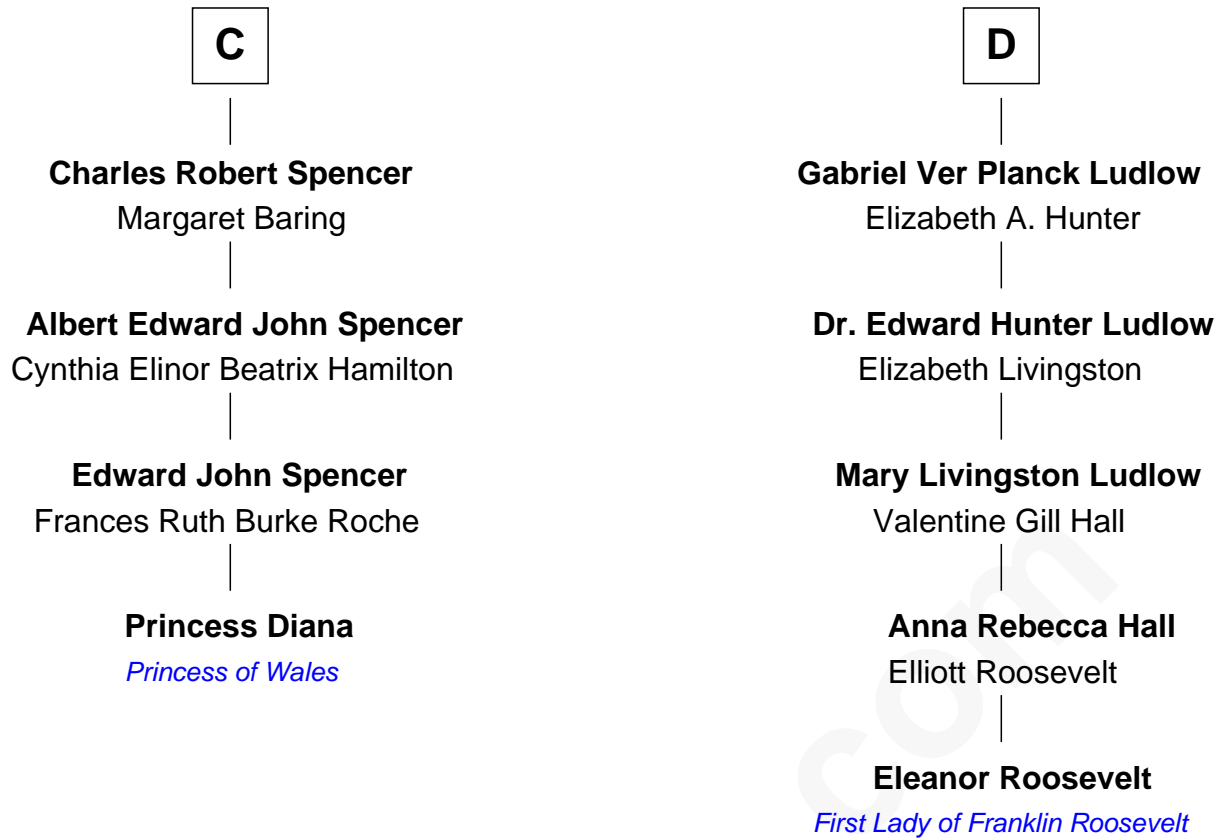 C
Charles Robert Spencer
Margaret Baring
Albert Edward John Spencer
Cynthia Elinor Beatrix Hamilton
Edward John Spencer
Frances Ruth Burke Roche
Princess Diana
Princess of Wales
D
Gabriel Ver Planck Ludlow
Elizabeth A. Hunter
Dr. Edward Hunter Ludlow
Elizabeth Livingston
Mary Livingston Ludlow
Valentine Gill Hall
Anna Rebecca Hall
Elliott Roosevelt
Eleanor Roosevelt
First Lady of Franklin Roosevelt
com